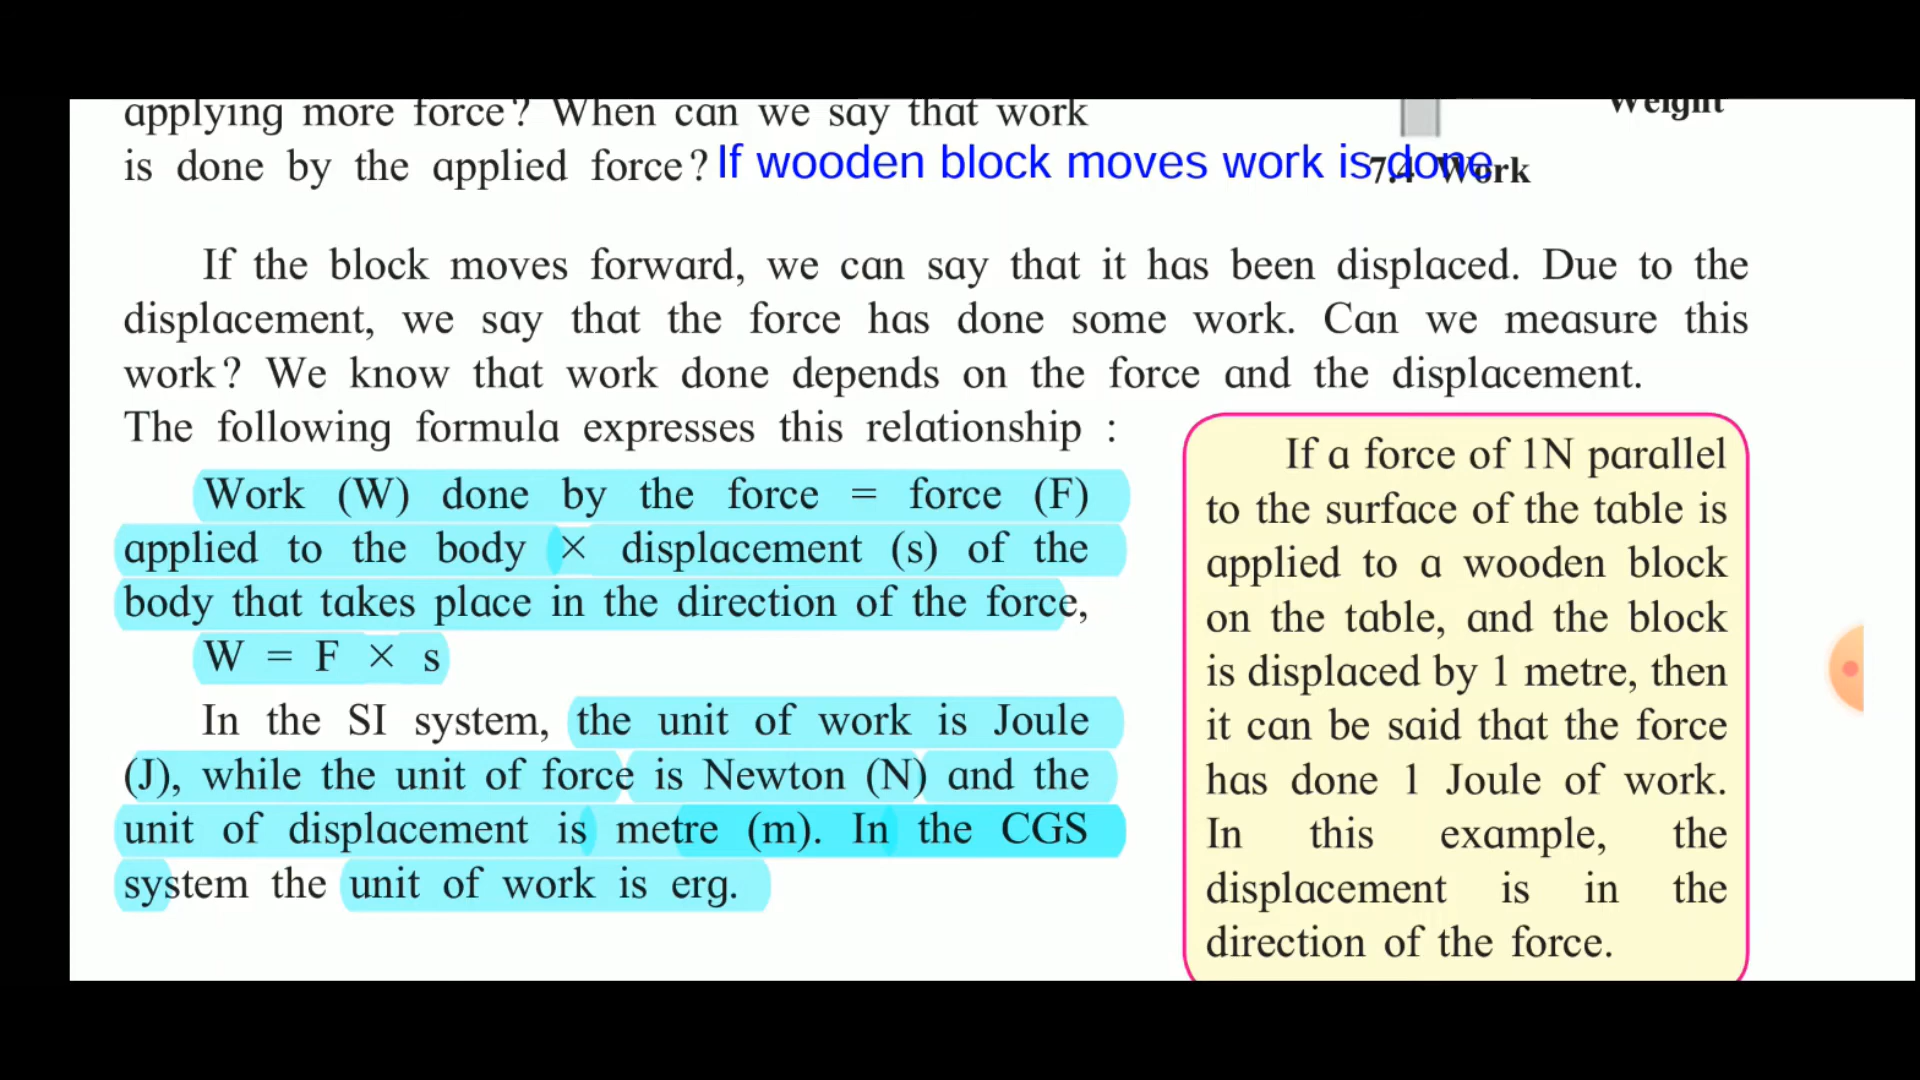 applying more force? When can we say that work
is done by the applied force? If wooden block moves work is done
Weight
7.4 Work
If the block moves forward, we can say that it has been displaced. Due to the
displacement, we say that the force has done some work. Can we measure this
work? We know that work done depends on the force and the displacement.
The following formula expresses this relationship :
Work (W) done by the force = force (F)
applied to the body × displacement (s) of the
body that takes place in the direction of the force,
W = F × s
In the SI system, the unit of work is Joule
(J), while the unit of force is Newton (N) and the
unit of displacement is metre (m). In the CGS
system the unit of work is erg.
If a force of 1N parallel
to the surface of the table is
applied to a wooden block
on the table, and the block
is displaced by 1 metre, then
it can be said that the force
has done 1 Joule of work.
In this example, the
displacement is in the
direction of the force.